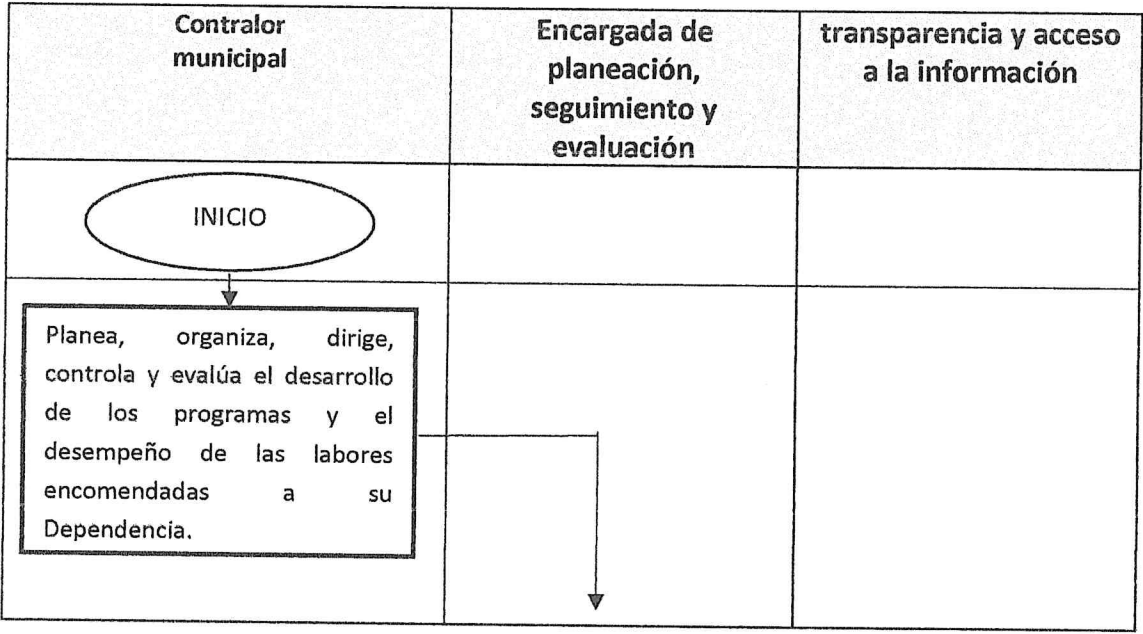 Contralor
municipal
Encargada de
planeación,
seguimiento y
evaluación
transparencia y acceso
a la información
INICIO
Planea, organiza, dirige,
controla y evalúa el desarrollo
de los programas y el
desempeño de las labores
encomendadas a su
Dependencia.